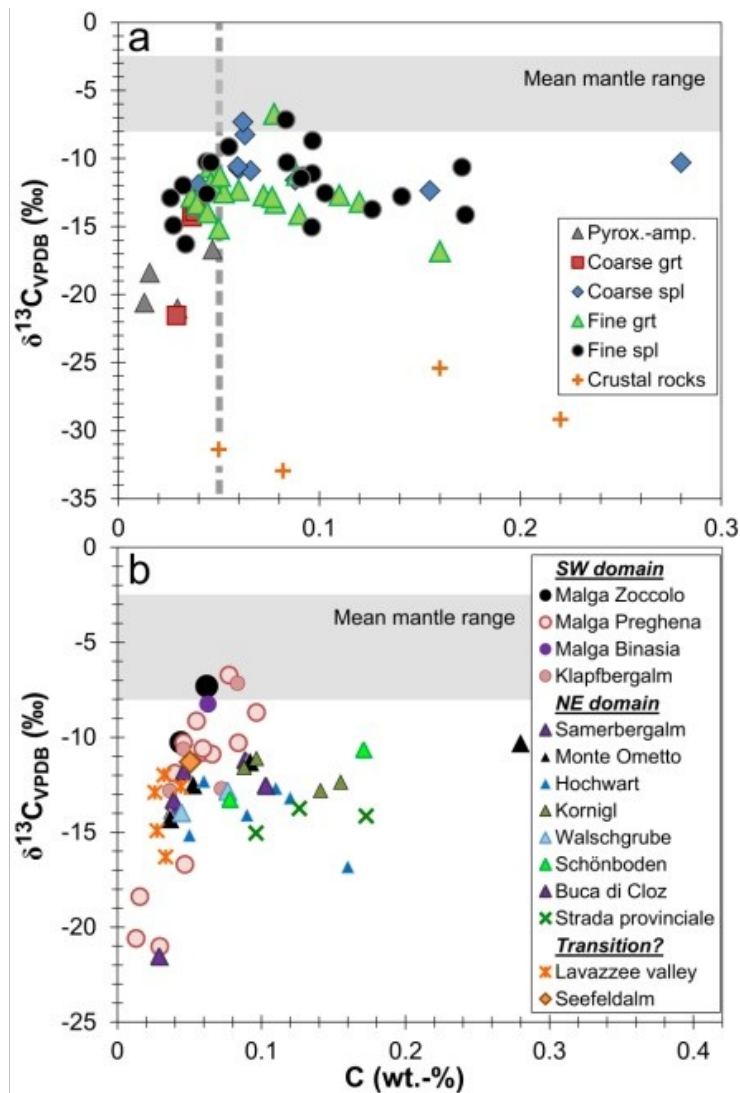 a
0
-5
-10
-15
-20
-25
-30
-35
δ¹³C_VPDB (‰)
Mean mantle range
Pyrox.-amp.
Coarse grt
Coarse spl
Fine grt
Fine spl
Crustal rocks
0 0.1 0.2 0.3
b
0
-5
-10
-15
-20
-25
δ¹³C_VPDB (‰)
Mean mantle range
SW domain
Malga Zoccolo
Malga Preghena
Malga Binasia
Klapfbergalm
NE domain
Samerbergalm
Monte Ometto
Hochwart
Kornigl
Walschgrube
Schönboden
Buca di Cloz
Strada provinciale
Transition?
Lavazzee valley
Seefeldalm
0 0.1 0.2 0.3 0.4
C (wt.-%)